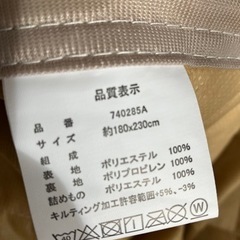 品質表示
品番 740285A
サイズ 約180x230cm
組成
表地 ポリエステル 100%
裏地 ポリプロピレン 100%
詰めもの ポリエステル 100%
キルティング加工許容範囲+5%、-3%
40
W